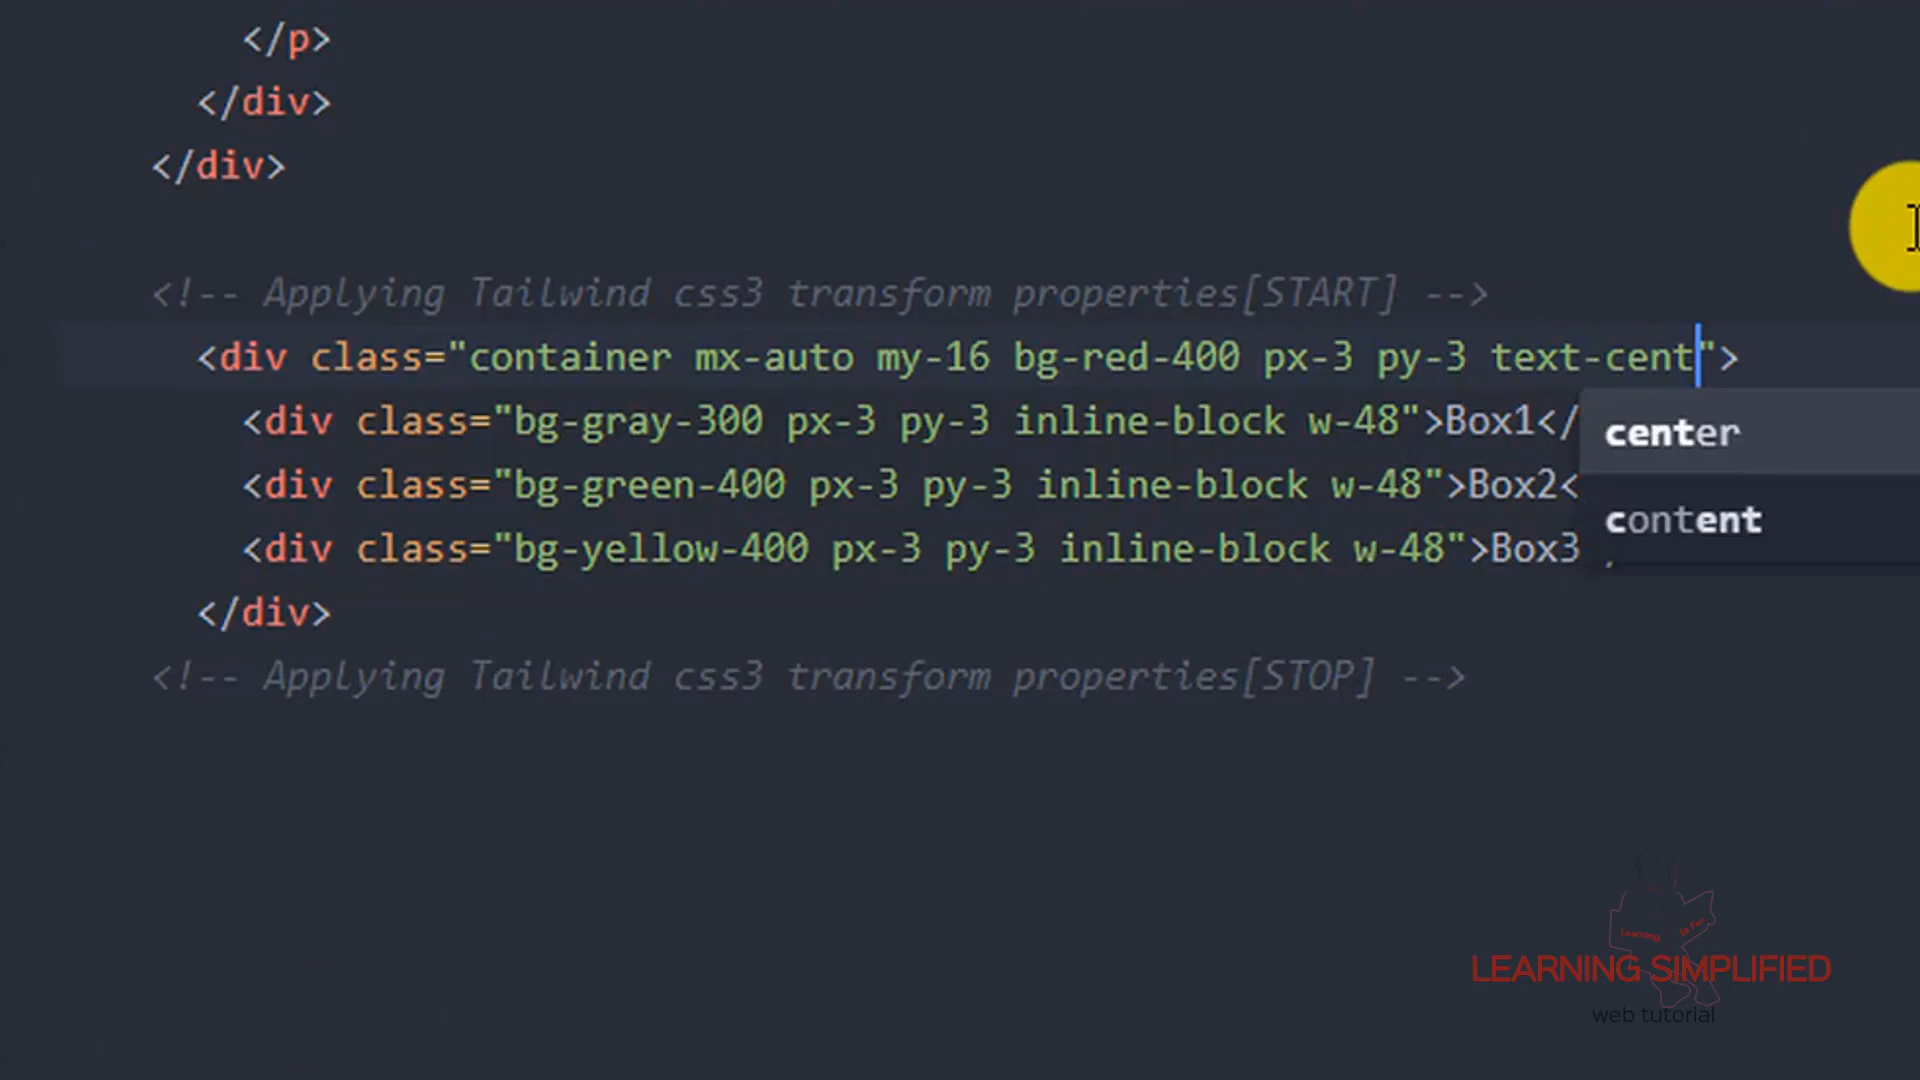 </p>
</div>
</div>
<!-- Applying Tailwind css3 transform properties[START] -->
<div class="container mx-auto my-16 bg-red-400 px-3 py-3 text-cent">
<div class="bg-gray-300 px-3 py-3 inline-block w-48">Box1</
center
<div class="bg-green-400 px-3 py-3 inline-block w-48">Box2<
content
<div class="bg-yellow-400 px-3 py-3 inline-block w-48">Box3
</div>
<!-- Applying Tailwind css3 transform properties[STOP] -->
Learning Is For
LEARNING SIMPLIFIED
web tutorial